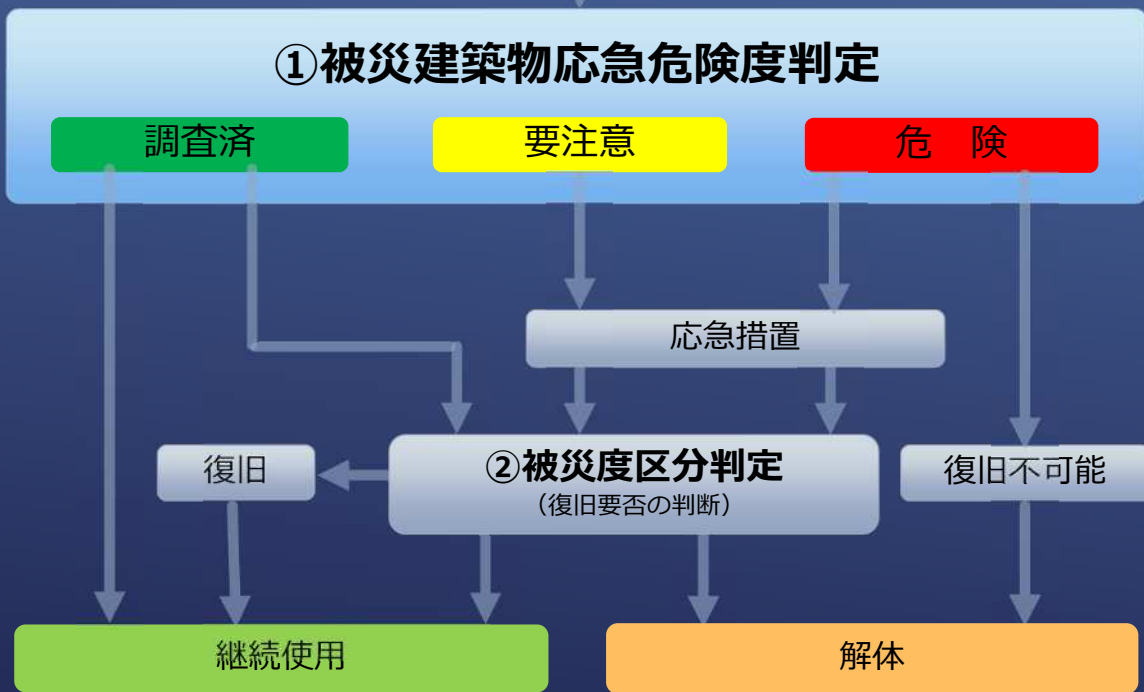 ①被災建築物応急危険度判定
調査済
要注意
危　険
応急措置
復旧
②被災度区分判定
（復旧要否の判断）
復旧不可能
継続使用
解体